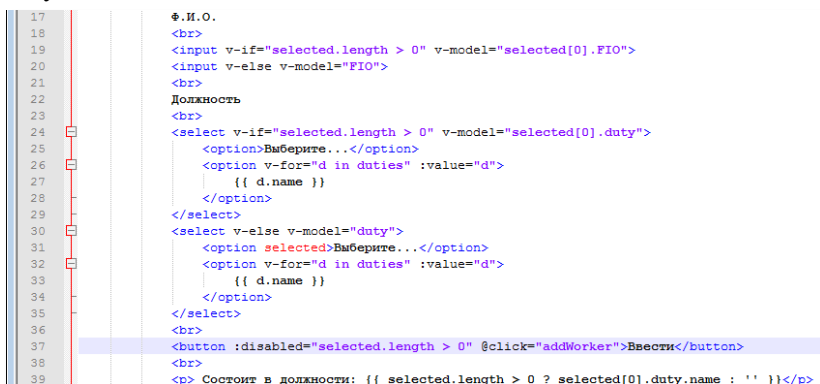 17 Ф.И.О.
18 <br>
19 <input v-if="selected.length > 0" v-model="selected[0].FIO">
20 <input v-else v-model="FIO">
21 <br>
22 Должность
23 <br>
24 <select v-if="selected.length > 0" v-model="selected[0].duty">
25 <option>Выберите...</option>
26 <option v-for="d in duties" :value="d">
27 {{ d.name }}
28 </option>
29 </select>
30 <select v-else v-model="duty">
31 <option selected>Выберите...</option>
32 <option v-for="d in duties" :value="d">
33 {{ d.name }}
34 </option>
35 </select>
36 <br>
37 <button :disabled="selected.length > 0" @click="addWorker">Ввести</button>
38 <br>
39 <p> Состоит в должности: {{ selected.length > 0 ? selected[0].duty.name : '' }}</p>